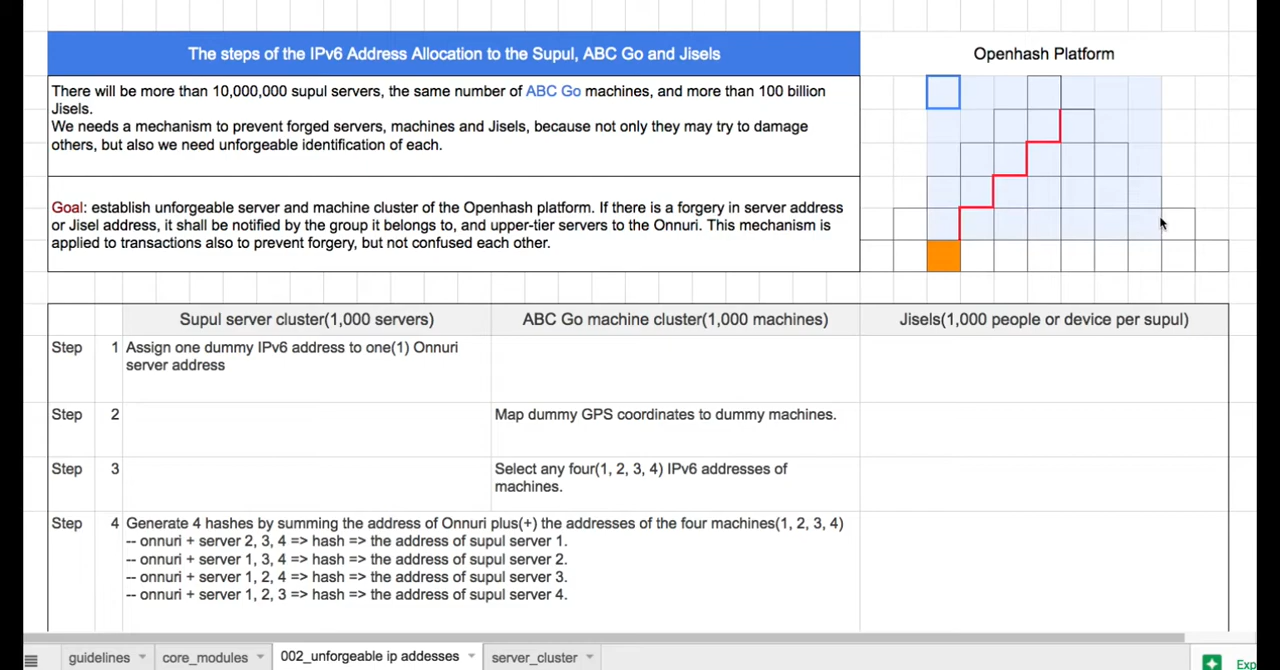 The steps of the IPv6 Address Allocation to the Supul, ABC Go and Jisels
Openhash Platform
There will be more than 10,000,000 supul servers, the same number of ABC Go machines, and more than 100 billion
Jisels.
We needs a mechanism to prevent forged servers, machines and Jisels, because not only they may try to damage
others, but also we need unforgeable identification of each.
Goal: establish unforgeable server and machine cluster of the Openhash platform. If there is a forgery in server address
or Jisel address, it shall be notified by the group it belongs to, and upper-tier servers to the Onnuri. This mechanism is
applied to transactions also to prevent forgery, but not confused each other.
Supul server cluster(1,000 servers)
ABC Go machine cluster(1,000 machines)
Jisels(1,000 people or device per supul)
Step 1 Assign one dummy IPv6 address to one(1) Onnuri
server address
Step 2 Map dummy GPS coordinates to dummy machines.
Step 3 Select any four(1, 2, 3, 4) IPv6 addresses of
machines.
Step 4 Generate 4 hashes by summing the address of Onnuri plus(+) the addresses of the four machines(1, 2, 3, 4)
-- onnuri + server 2, 3, 4 => hash => the address of supul server 1.
-- onnuri + server 1, 3, 4 => hash => the address of supul server 2.
-- onnuri + server 1, 2, 4 => hash => the address of supul server 3.
-- onnuri + server 1, 2, 3 => hash => the address of supul server 4.
guidelines
core_modules
002_unforgeable ip addesses
server_cluster
Exp